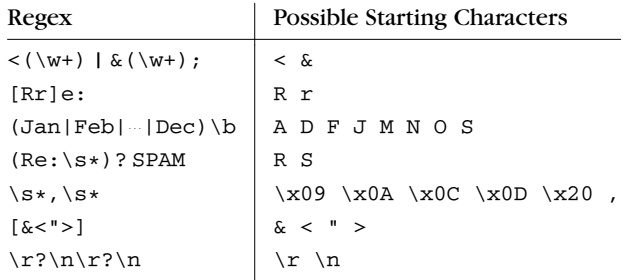 Regex Possible Starting Characters
<(\w+)|&(\w+); < &
[Rr]e: R r
(Jan|Feb|···|Dec)\b A D F J M N O S
(Re:\s*)?SPAM R S
\s*,\s* \x09 \x0A \x0C \x0D \x20 ,
[&<">] & < " >
\r?\n\r?\n \r \n